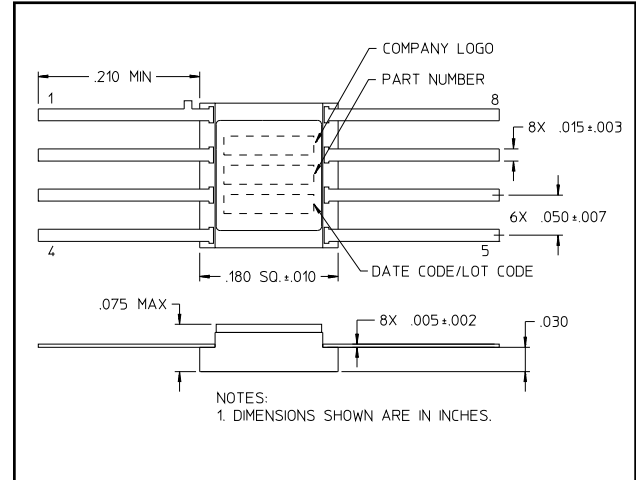 COMPANY LOGO
.210 MIN
PART NUMBER
1
8
8X .015±.003
6X .050±.007
4
5
.180 SQ.±.010
DATE CODE/LOT CODE
.075 MAX
8X .005±.002
.030
NOTES:
1. DIMENSIONS SHOWN ARE IN INCHES.